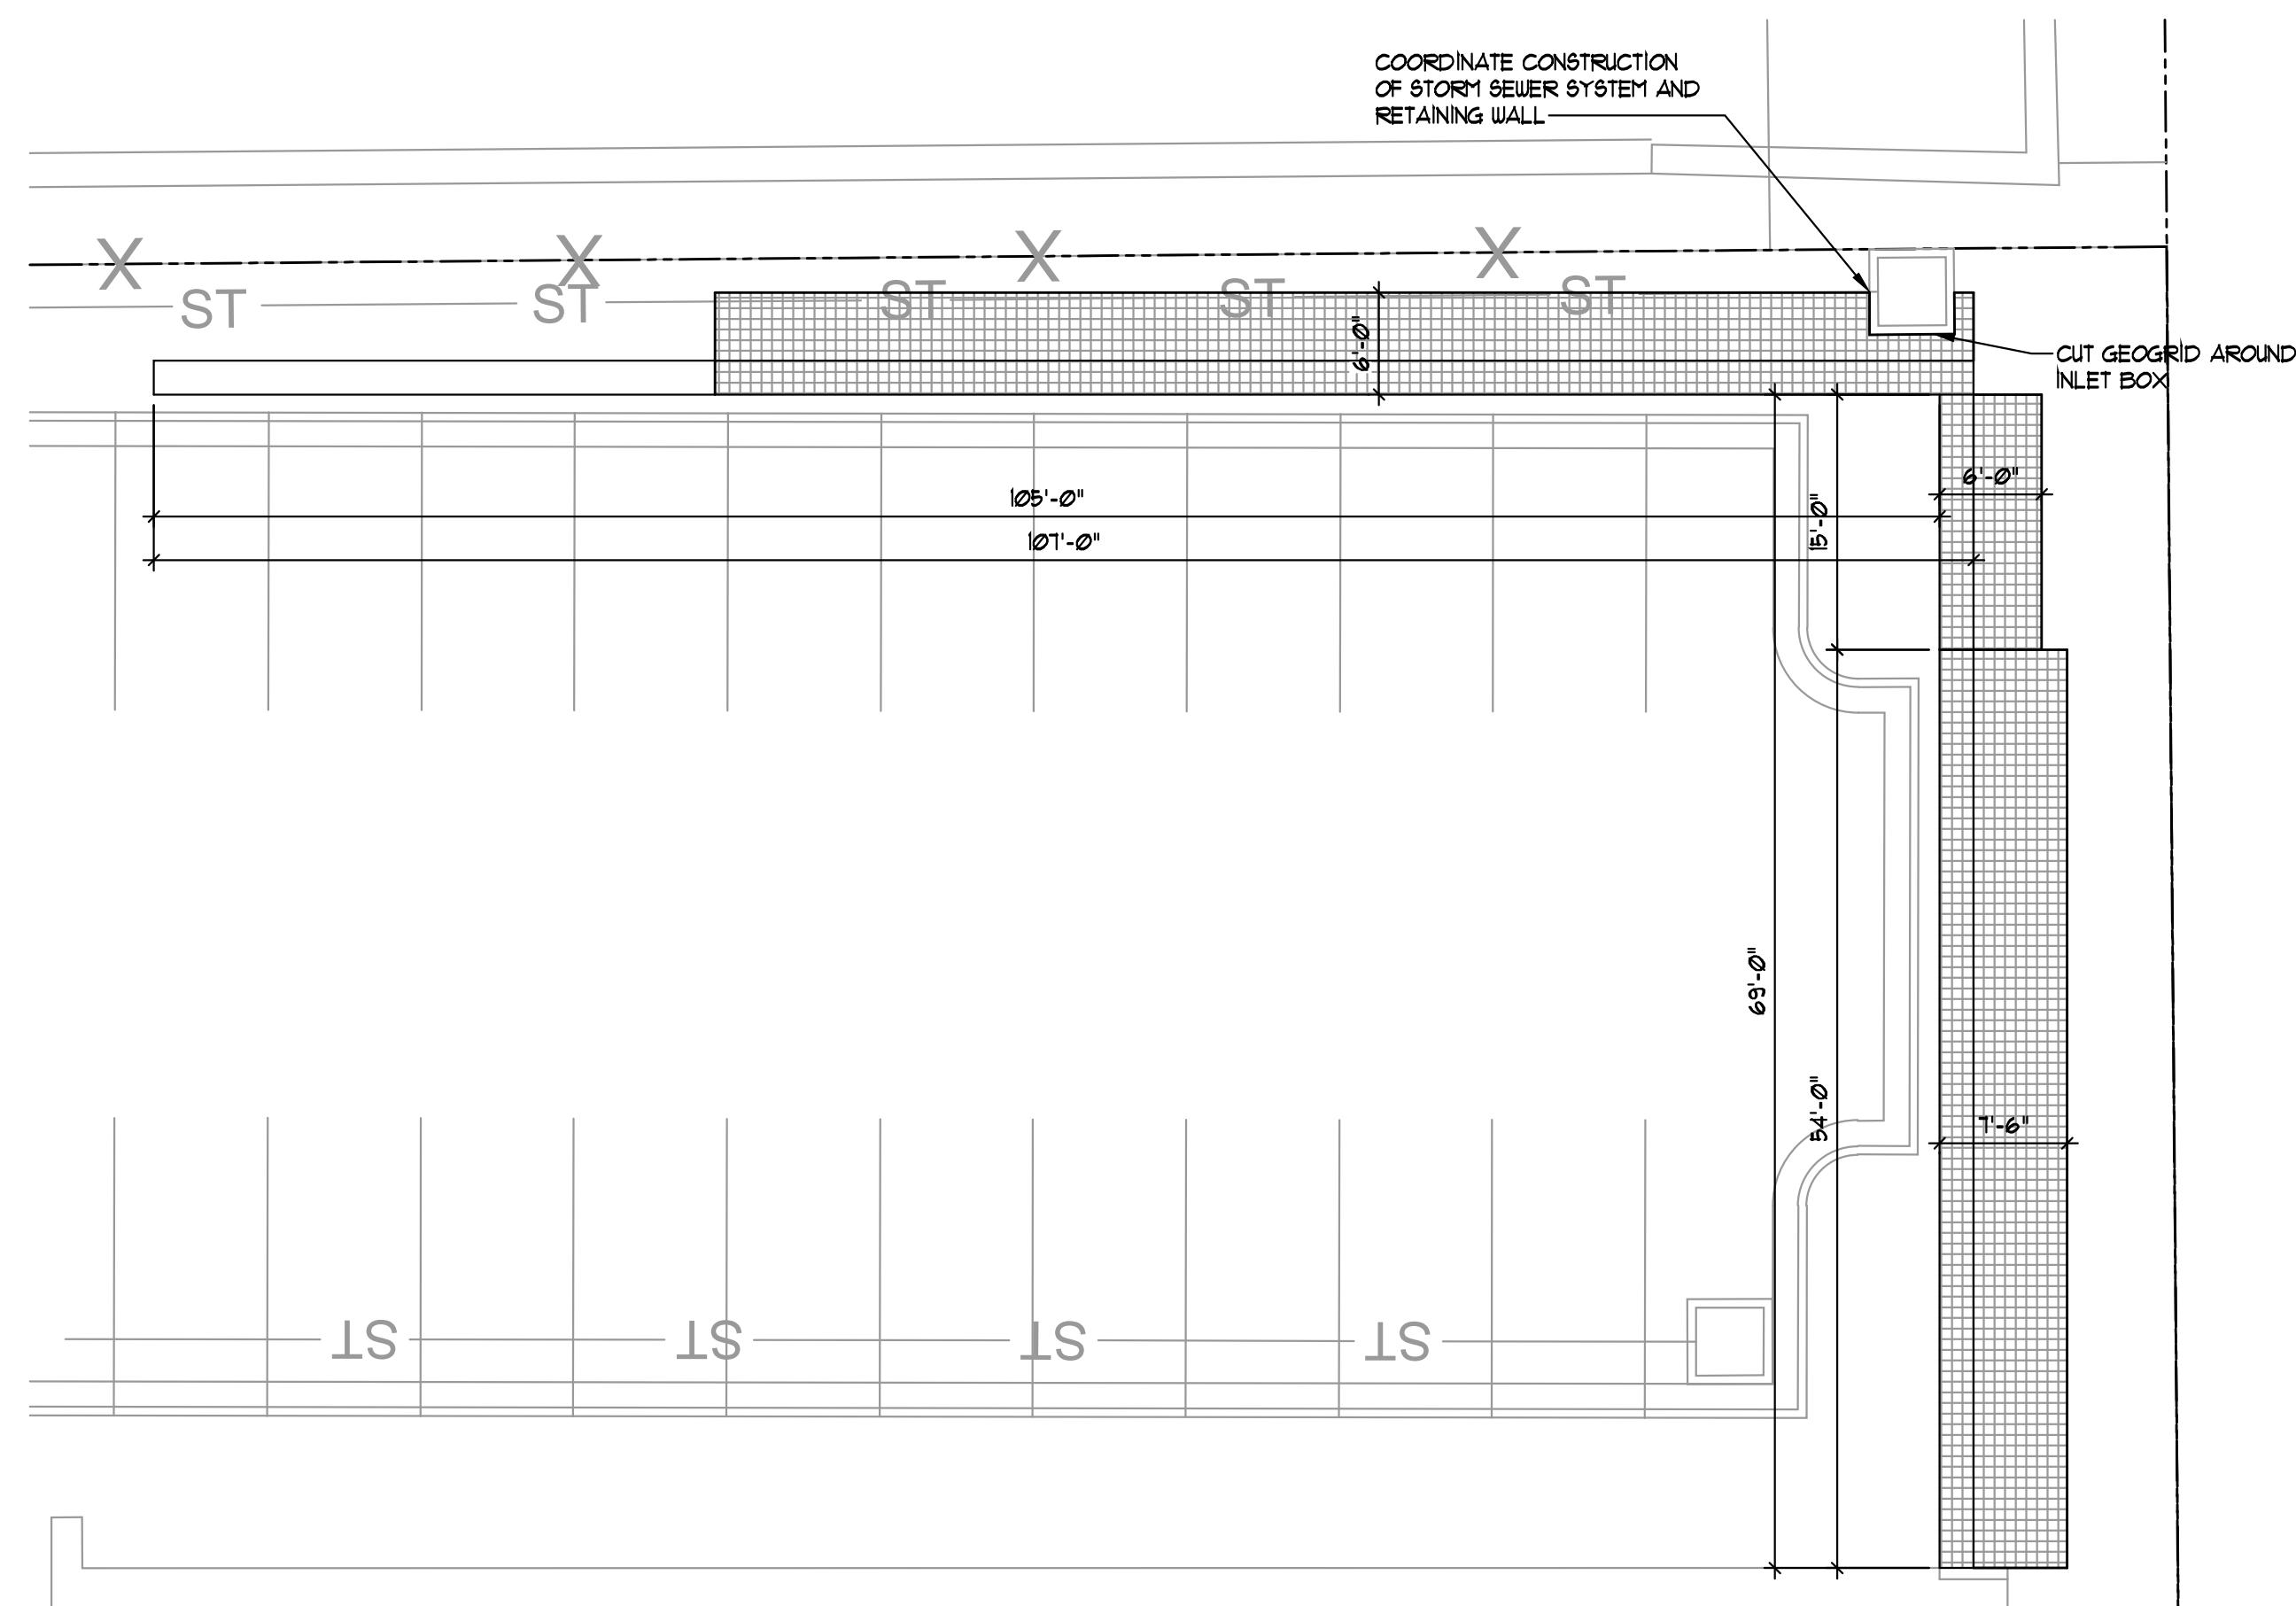 COORDINATE CONSTRUCTION
OF STORM SEWER SYSTEM AND
RETAINING WALL
X X X X
ST ST ST ST ST
6'-0"
CUT GEOGRID AROUND
INLET BOX
6'-0"
105'-0"
15'-0"
107'-0"
69'-0"
54'-0"
7'-6"
ST ST ST ST